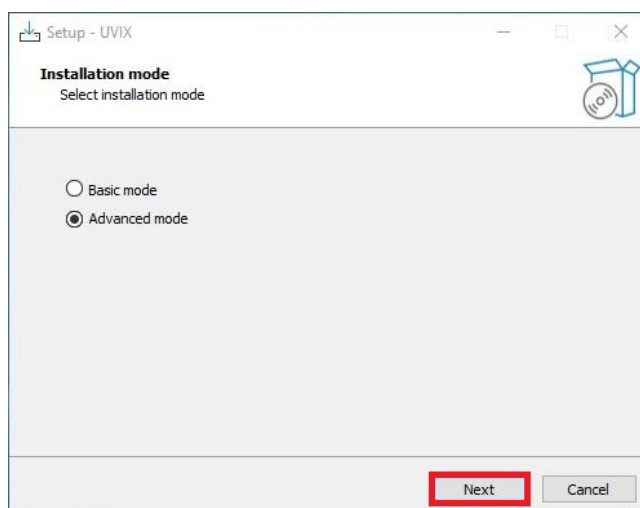 Setup - UVIX
Installation mode
Select installation mode
Basic mode
Advanced mode
Next
Cancel